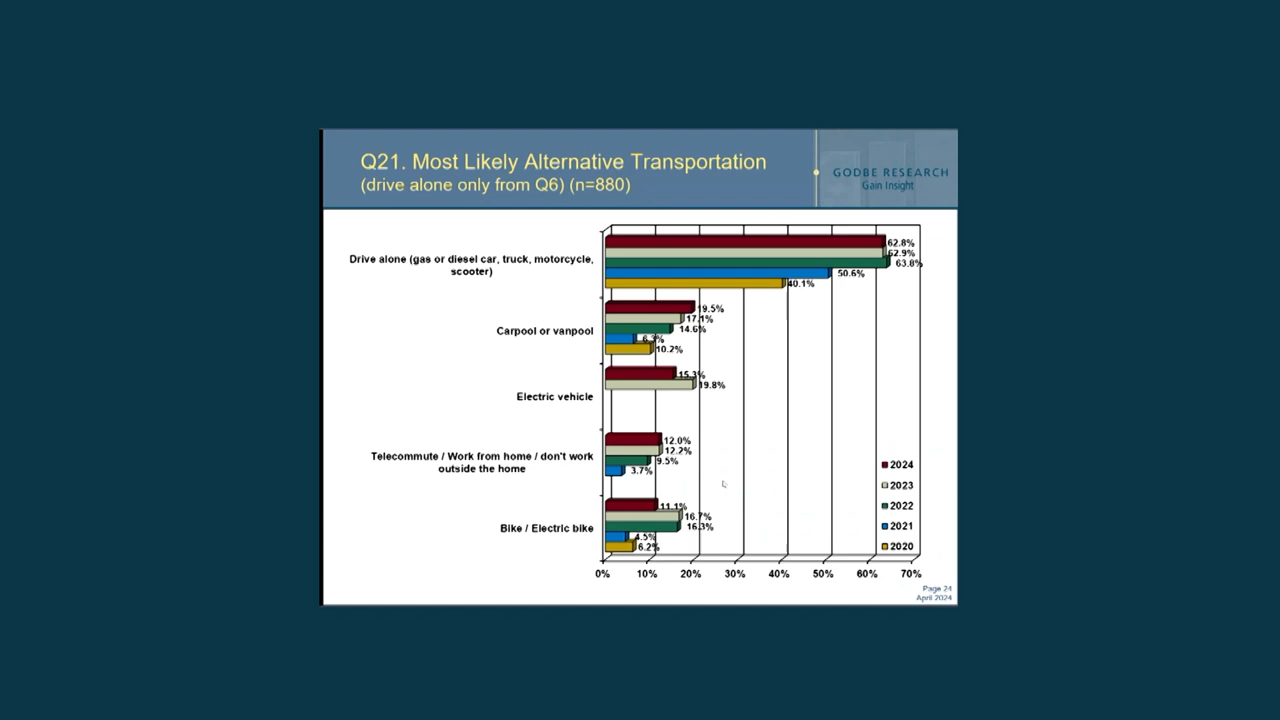 Q21. Most Likely Alternative Transportation
(drive alone only from Q6) (n=880)
GODBE RESEARCH
Gain Insight
Drive alone (gas or diesel car, truck, motorcycle,
scooter)
62.8%
62.9%
63.8%
50.6%
40.1%
Carpool or vanpool
19.5%
17.1%
14.6%
10.2%
Electric vehicle
15.3%
19.8%
Telecommute / Work from home / don't work
outside the home
12.0%
12.2%
9.5%
3.7%
Bike / Electric bike
11.1%
16.7%
16.3%
4.5%
6.2%
2024
2023
2022
2021
2020
0% 10% 20% 30% 40% 50% 60% 70%
Page 24
April 2024